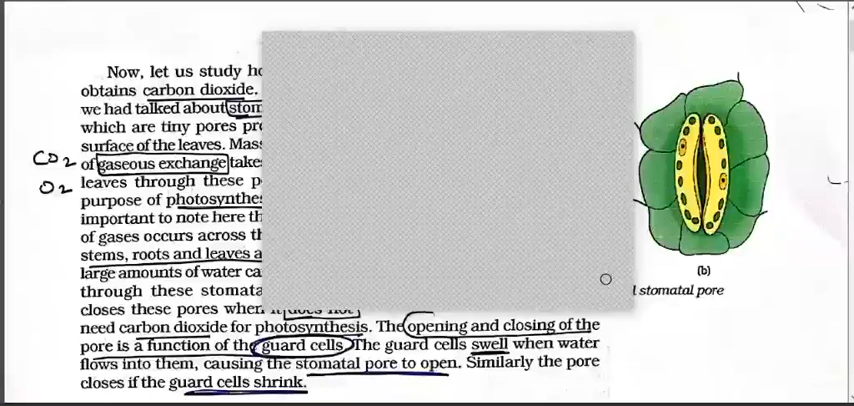 Now, let us study
obtains carbon dioxide.
we had talked about stom
which are tiny pores pr
surface of the leaves. Mas
CO2 of gaseous exchange take
O2 leaves through these p
purpose of photosynthe
important to note here th
of gases occurs across th
stems, roots and leaves a
large amounts of water ca
through these stomata
closes these pores when it does not
need carbon dioxide for photosynthesis. The opening and closing of the
pore is a function of the guard cells. The guard cells swell when water
flows into them, causing the stomatal pore to open. Similarly the pore
closes if the guard cells shrink.
(b)
stomatal pore